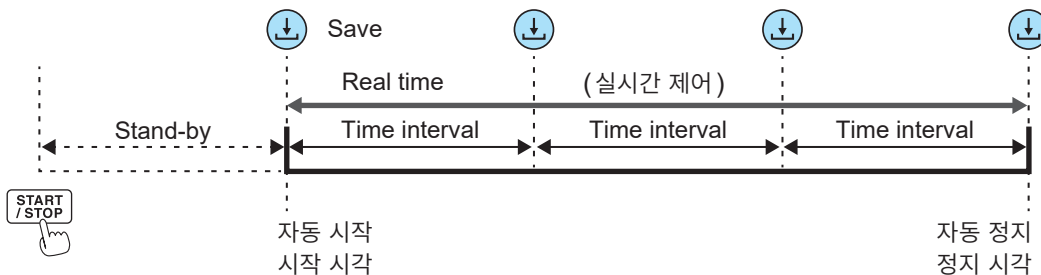 Save
Real time (실시간 제어)
Stand-by Time interval Time interval Time interval
START
/ STOP
자동 시작 자동 정지
시작 시각 정지 시각